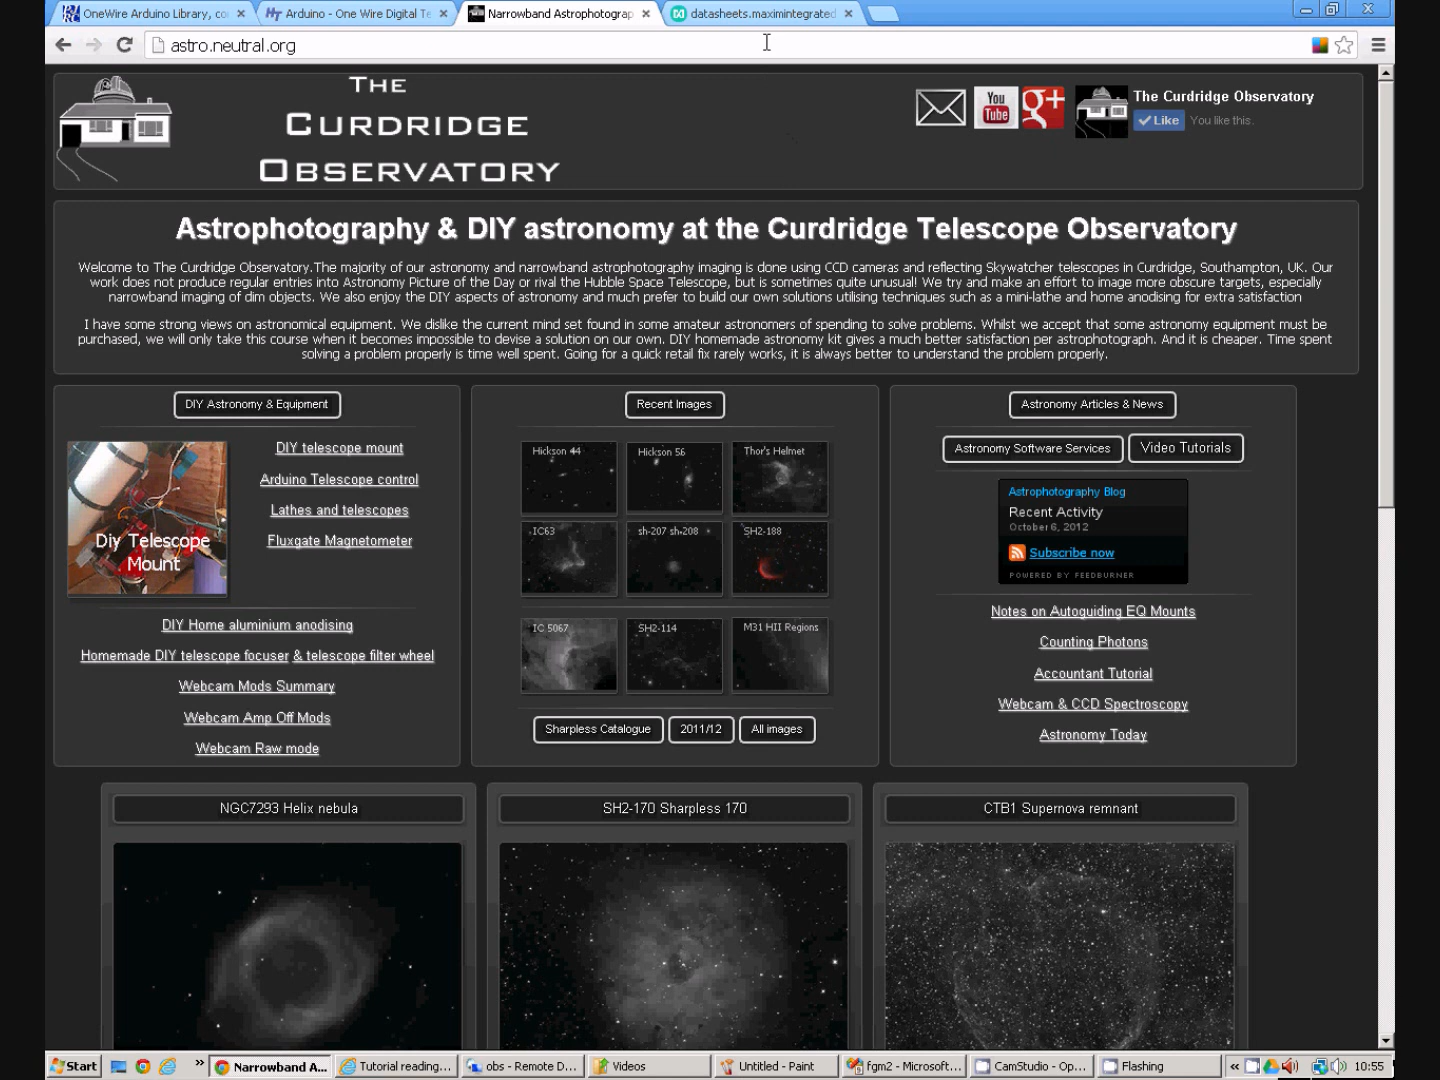 OneWire Arduino Library, co
Arduino - One Wire Digital Te
Narrowband Astrophotograp
datasheets.maximintegrated
astro.neutral.org
The
Curdridge
Observatory
You
Tube
g+
The Curdridge Observatory
Like
You like this.
Astrophotography & DIY astronomy at the Curdridge Telescope Observatory
Welcome to The Curdridge Observatory.The majority of our astronomy and narrowband astrophotography imaging is done using CCD cameras and reflecting Skywatcher telescopes in Curdridge, Southampton, UK. Our
work does not produce regular entries into Astronomy Picture of the Day or rival the Hubble Space Telescope, but is sometimes quite unusual! We try and make an effort to image more obscure targets, especially
narrowband imaging of dim objects. We also enjoy the DIY aspects of astronomy and much prefer to build our own solutions utilising techniques such as a mini-lathe and home anodising for extra satisfaction
I have some strong views on astronomical equipment. We dislike the current mind set found in some amateur astronomers of spending to solve problems. Whilst we accept that some astronomy equipment must be
purchased, we will only take this course when it becomes impossible to devise a solution on our own. DIY homemade astronomy kit gives a much better satisfaction per astrophotograph. And it is cheaper. Time spent
solving a problem properly is time well spent. Going for a quick retail fix rarely works, it is always better to understand the problem properly.
DIY Astronomy & Equipment
Diy Telescope
Mount
DIY telescope mount
Arduino Telescope control
Lathes and telescopes
Fluxgate Magnetometer
DIY Home aluminium anodising
Homemade DIY telescope focuser & telescope filter wheel
Webcam Mods Summary
Webcam Amp Off Mods
Webcam Raw mode
Recent Images
Hickson 44
Hickson 56
Thor's Helmet
IC63
sh-207 sh-208
SH2-188
IC 5067
SH2-114
M31 HII Regions
Sharpless Catalogue
2011/12
All images
Astronomy Articles & News
Astronomy Software Services
Video Tutorials
Astrophotography Blog
Recent Activity
October 6, 2012
Subscribe now
POWERED BY FEEDBURNER
Notes on Autoguiding EQ Mounts
Counting Photons
Accountant Tutorial
Webcam & CCD Spectroscopy
Astronomy Today
NGC7293 Helix nebula
SH2-170 Sharpless 170
CTB1 Supernova remnant
Start
Narrowband A...
Tutorial reading...
obs - Remote D...
Videos
Untitled - Paint
fgm2 - Microsoft...
CamStudio - Op...
Flashing
10:55